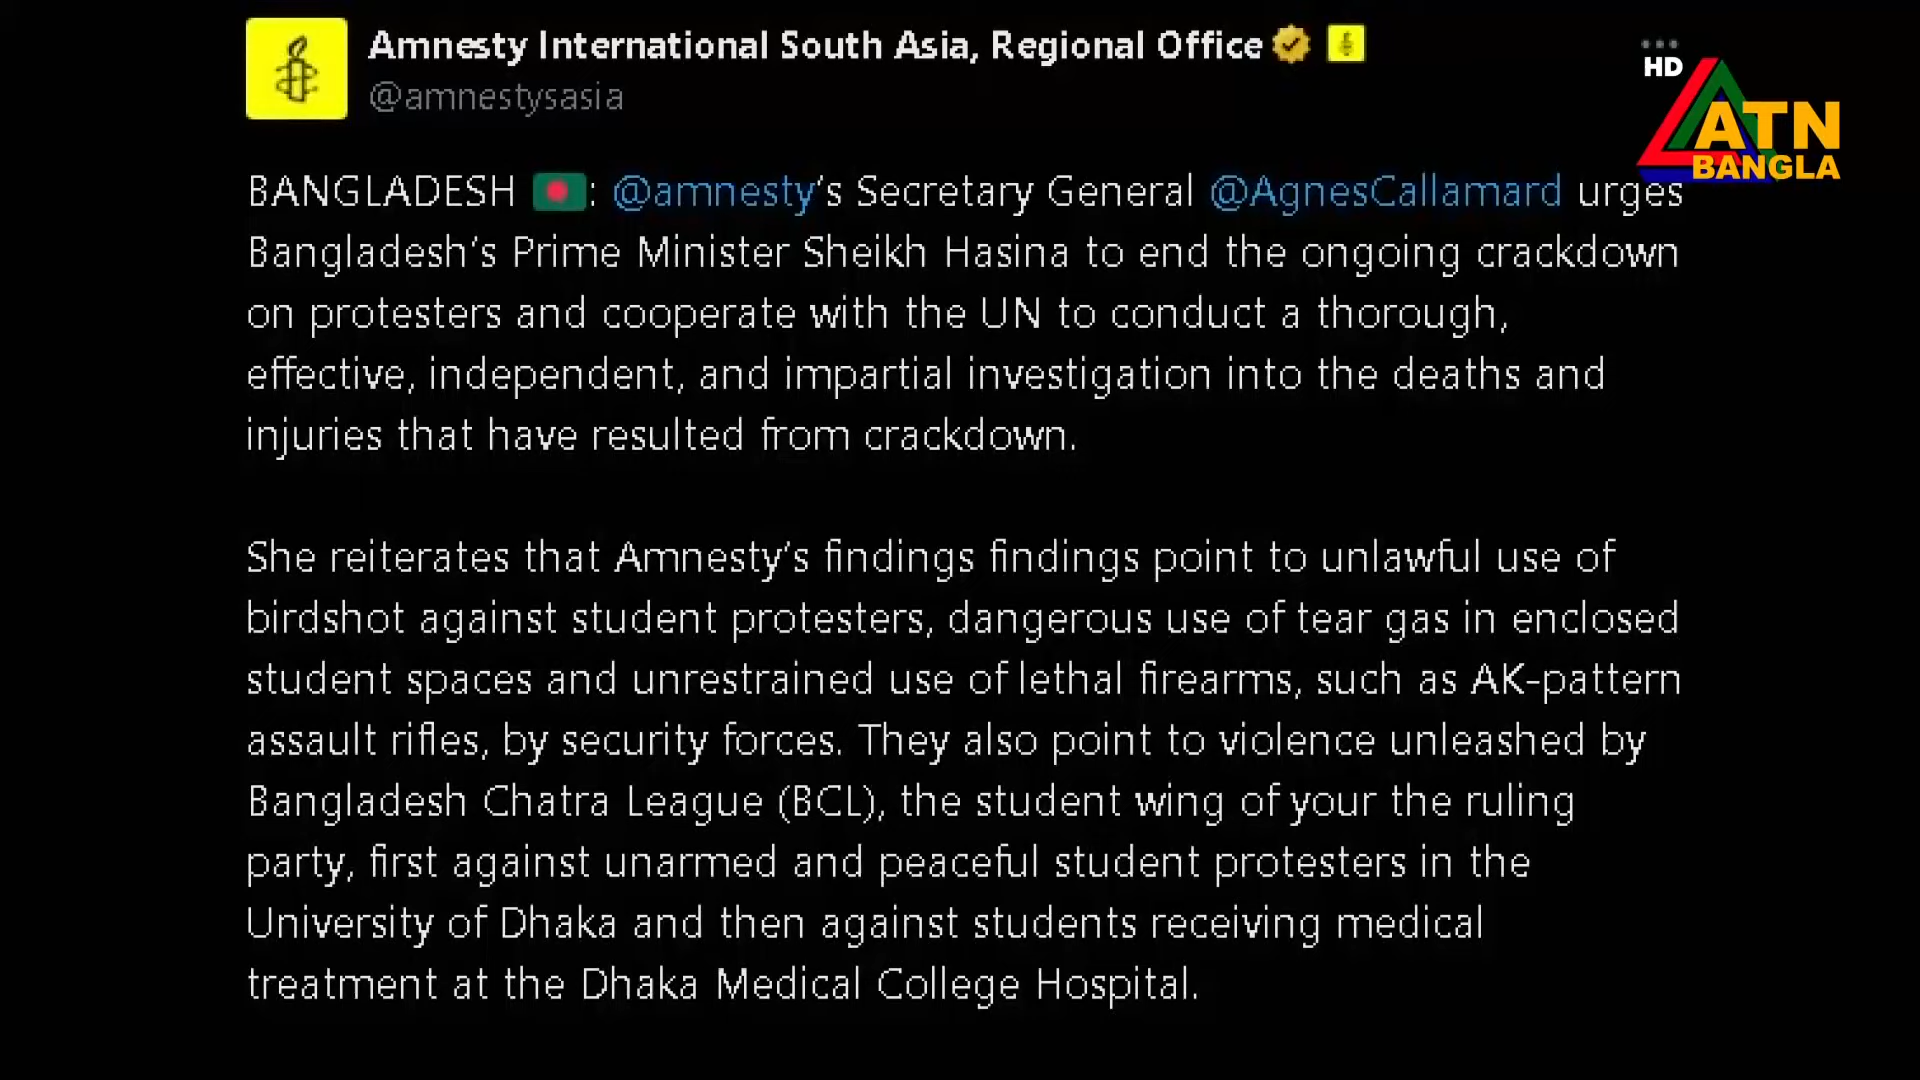 Amnesty International South Asia, Regional Office
@amnestysasia
HD
ATN
BANGLA
BANGLADESH 🇧🇩: @amnesty's Secretary General @AgnesCallamard urges
Bangladesh's Prime Minister Sheikh Hasina to end the ongoing crackdown
on protesters and cooperate with the UN to conduct a thorough,
effective, independent, and impartial investigation into the deaths and
injuries that have resulted from crackdown.
She reiterates that Amnesty's findings findings point to unlawful use of
birdshot against student protesters, dangerous use of tear gas in enclosed
student spaces and unrestrained use of lethal firearms, such as AK-pattern
assault rifles, by security forces. They also point to violence unleashed by
Bangladesh Chatra League (BCL), the student wing of your the ruling
party, first against unarmed and peaceful student protesters in the
University of Dhaka and then against students receiving medical
treatment at the Dhaka Medical College Hospital.